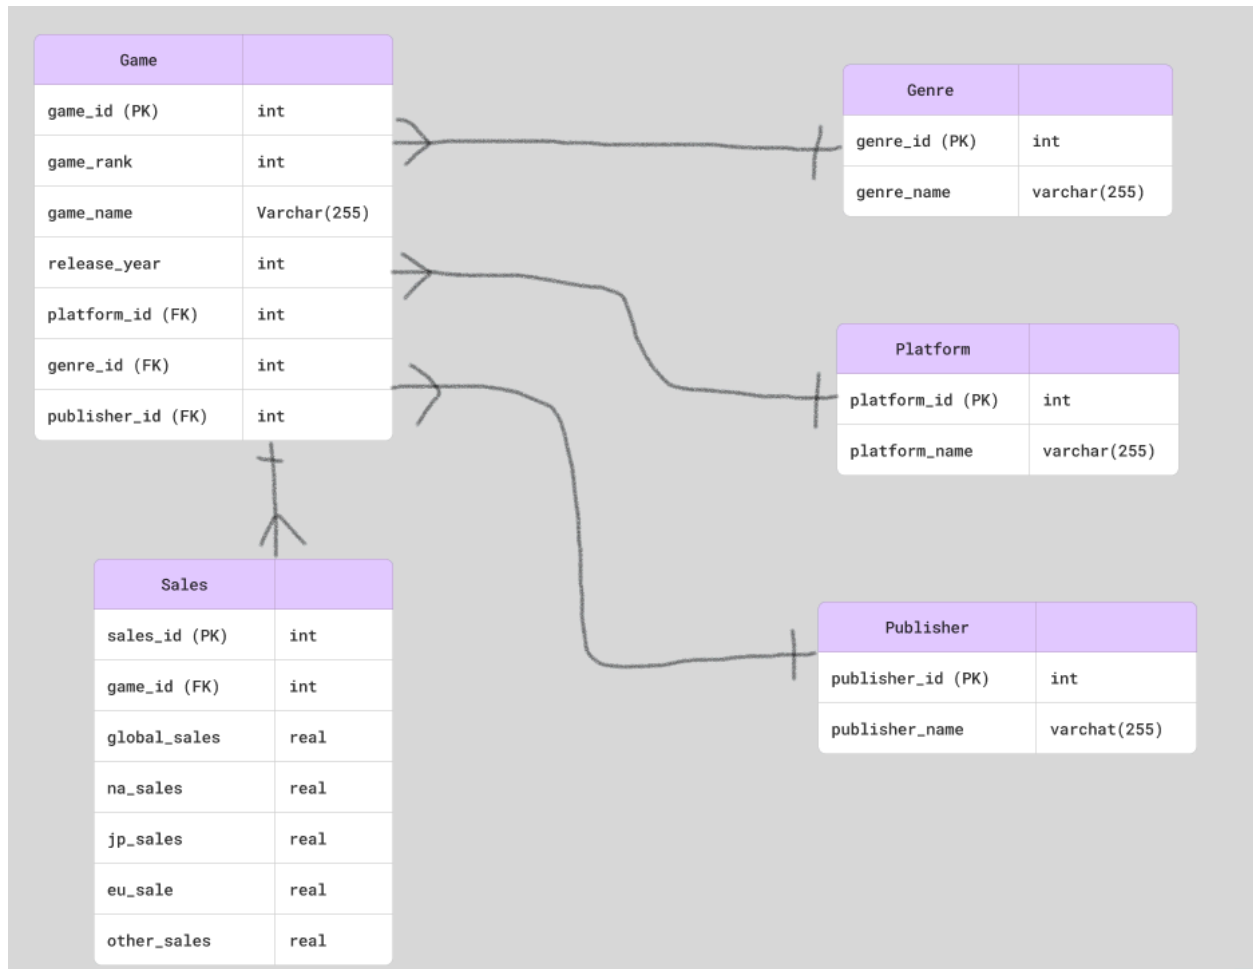 Game
game_id (PK) int
game_rank int
game_name Varchar(255)
release_year int
platform_id (FK) int
genre_id (FK) int
publisher_id (FK) int
Genre
genre_id (PK) int
genre_name varchar(255)
Platform
platform_id (PK) int
platform_name varchar(255)
Sales
sales_id (PK) int
game_id (FK) int
global_sales real
na_sales real
jp_sales real
eu_sale real
other_sales real
Publisher
publisher_id (PK) int
publisher_name varchat(255)